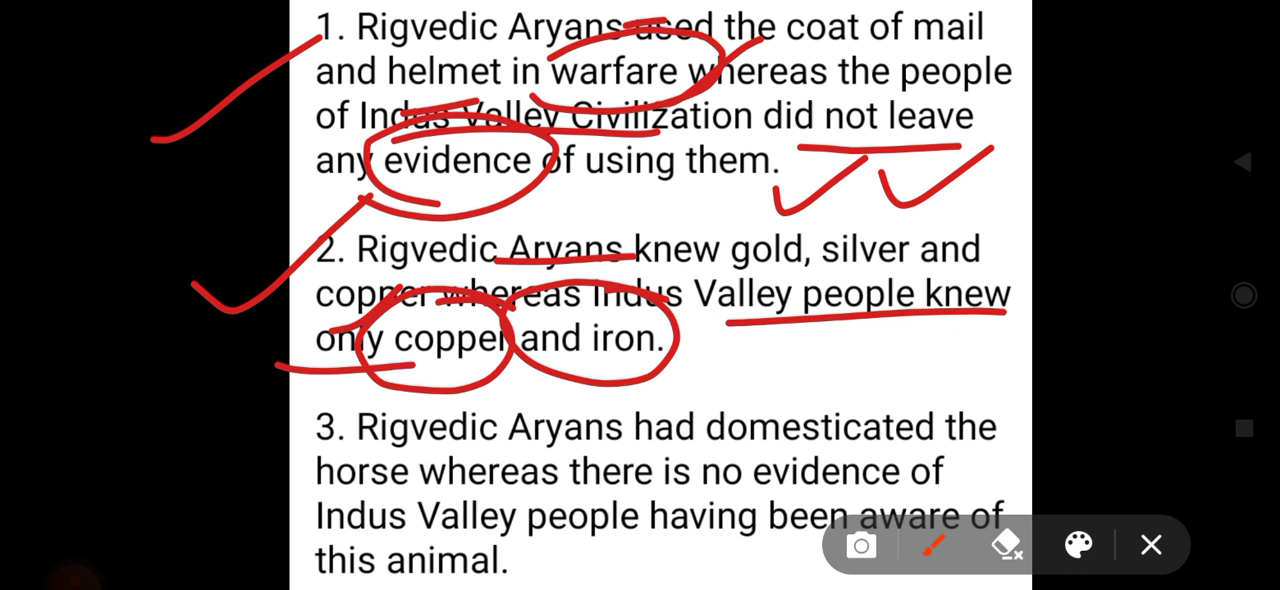 1. Rigvedic Aryans used the coat of mail
and helmet in warfare whereas the people
of Indus Valley Civilization did not leave
any evidence of using them.
2. Rigvedic Aryans knew gold, silver and
copper whereas Indus Valley people knew
only copper and iron.
3. Rigvedic Aryans had domesticated the
horse whereas there is no evidence of
Indus Valley people having been aware of
this animal.